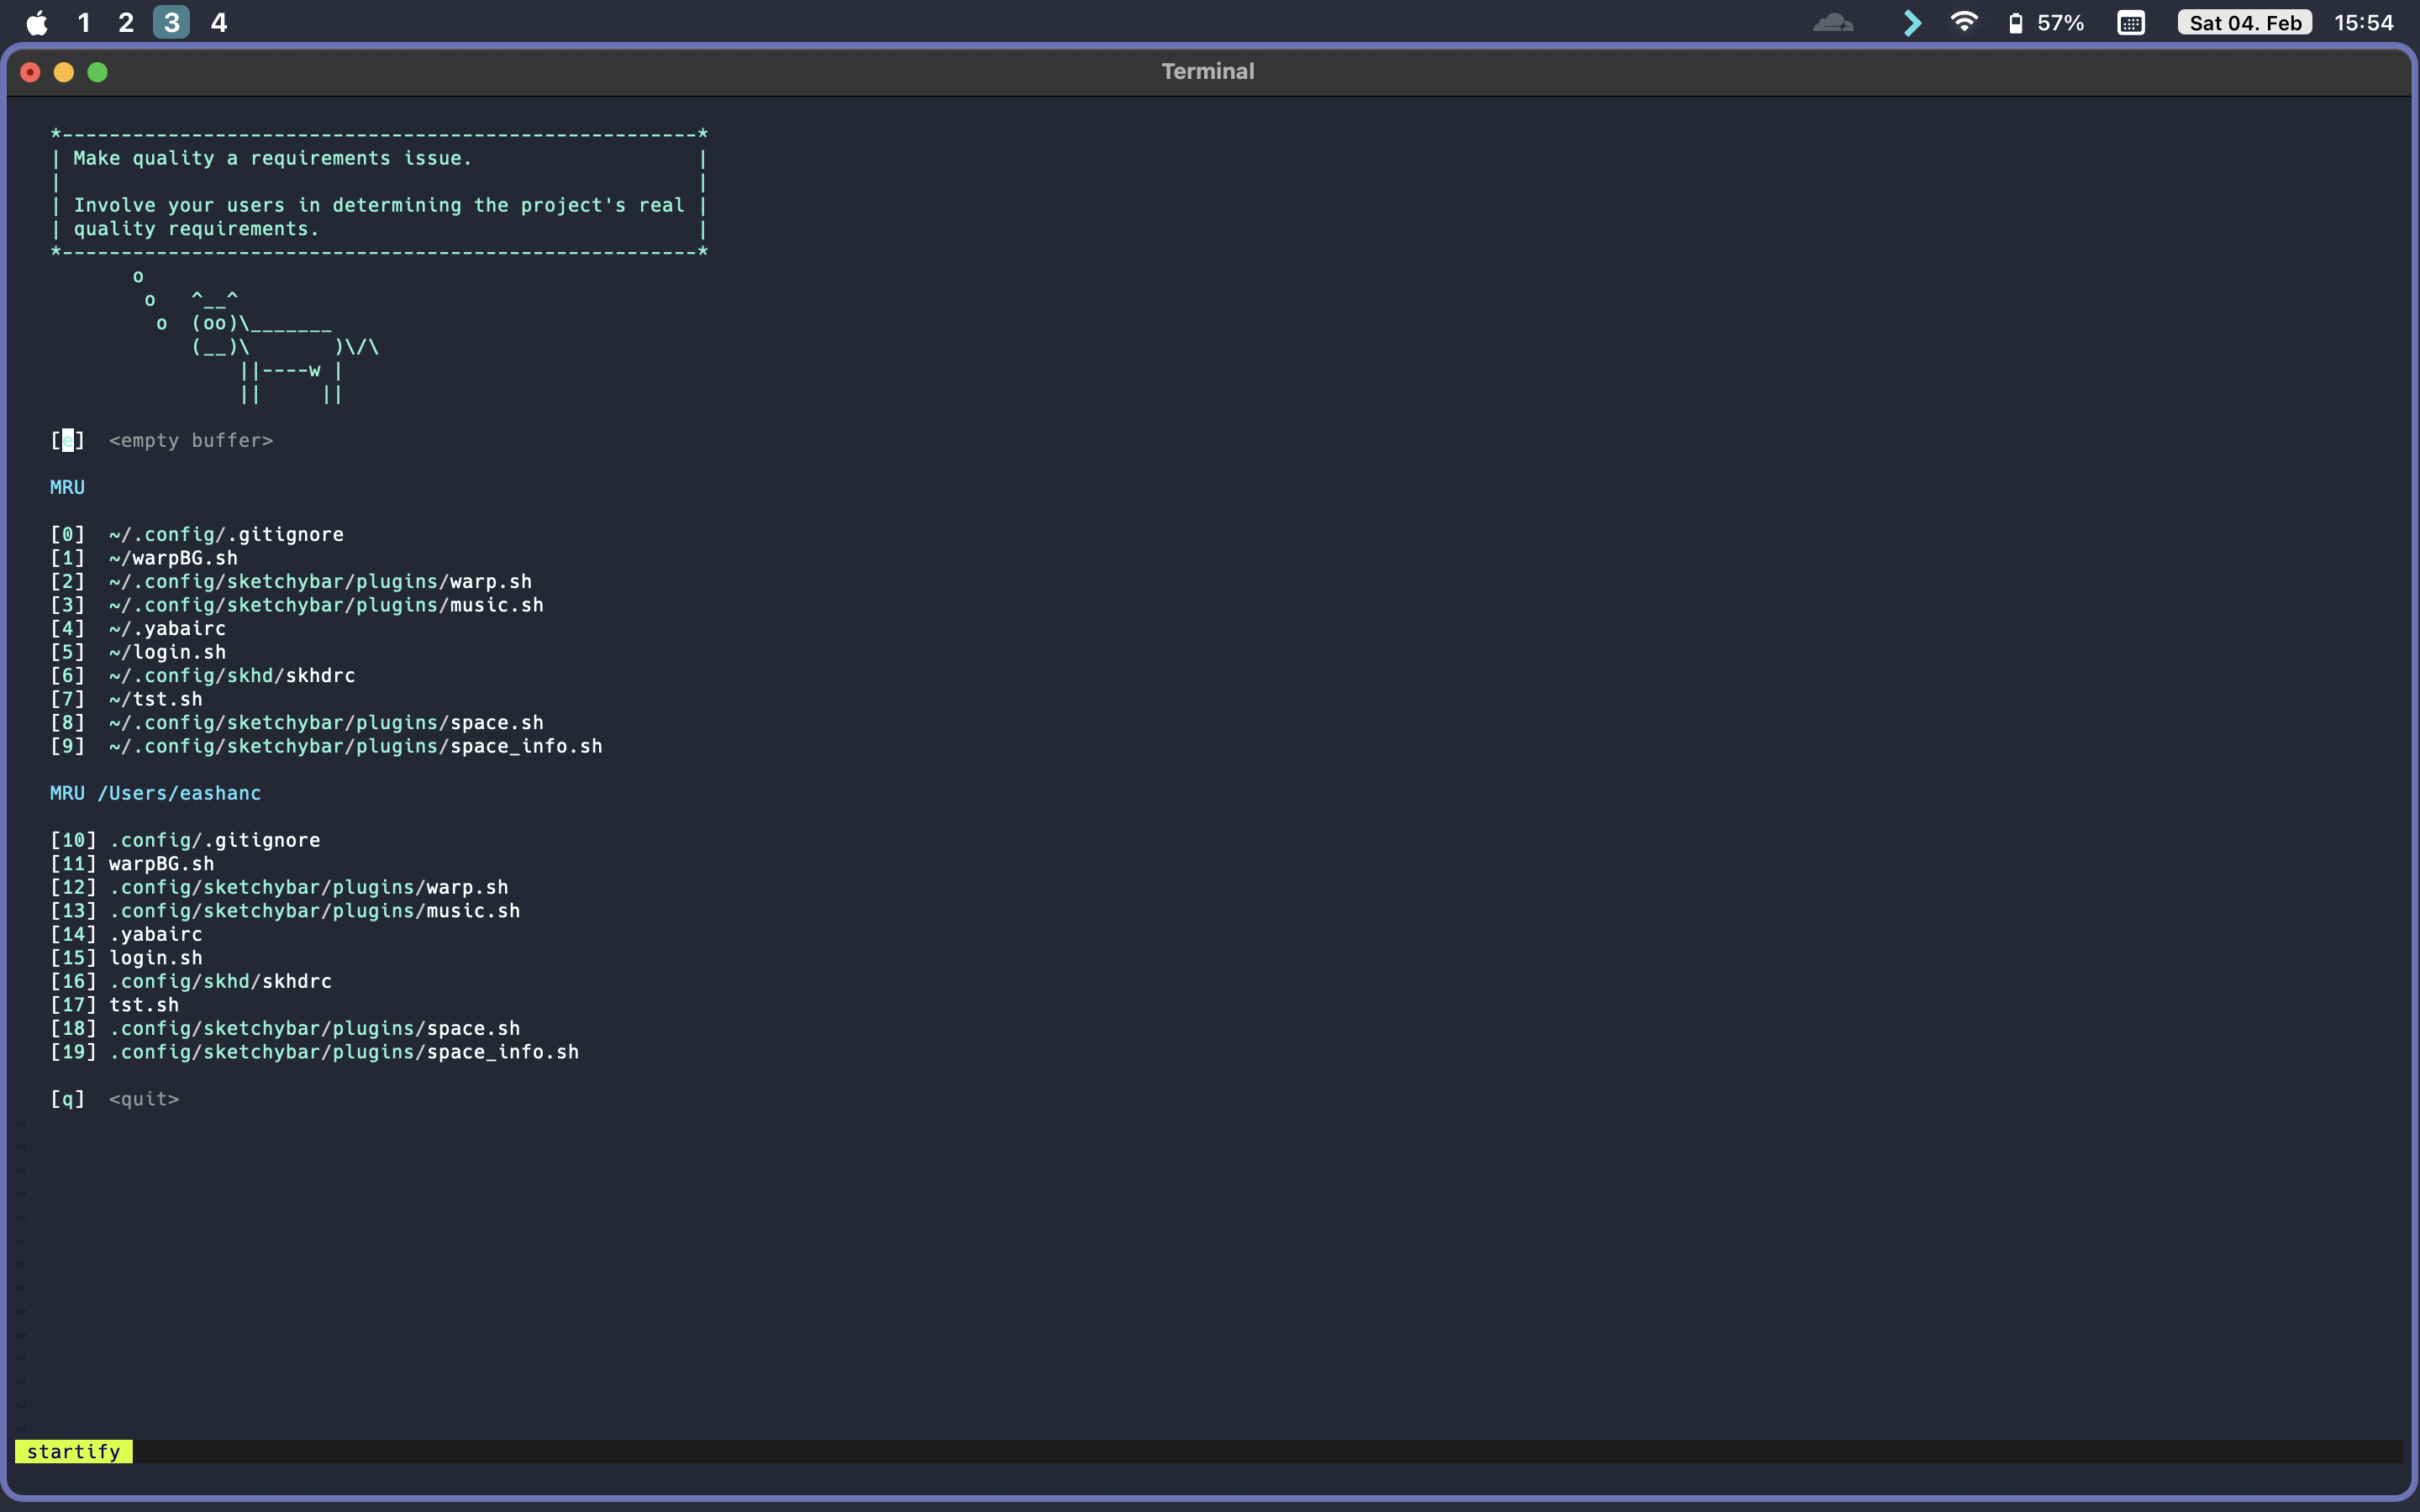 1 2 3 4 57% Sat 04. Feb 15:54
Terminal
*------------------------------------------------------*
| Make quality a requirements issue.                   |
|                                                      |
| Involve your users in determining the project's real |
| quality requirements.                                |
*------------------------------------------------------*
       o
        o   ^__^
         o  (oo)\_______
            (__)\       )\/\
                ||----w |
                ||     ||
[e]  <empty buffer>
MRU
[0]  ~/.config/.gitignore
[1]  ~/warpBG.sh
[2]  ~/.config/sketchybar/plugins/warp.sh
[3]  ~/.config/sketchybar/plugins/music.sh
[4]  ~/.yabairc
[5]  ~/login.sh
[6]  ~/.config/skhd/skhdrc
[7]  ~/tst.sh
[8]  ~/.config/sketchybar/plugins/space.sh
[9]  ~/.config/sketchybar/plugins/space_info.sh
MRU /Users/eashanc
[10] .config/.gitignore
[11] warpBG.sh
[12] .config/sketchybar/plugins/warp.sh
[13] .config/sketchybar/plugins/music.sh
[14] .yabairc
[15] login.sh
[16] .config/skhd/skhdrc
[17] tst.sh
[18] .config/sketchybar/plugins/space.sh
[19] .config/sketchybar/plugins/space_info.sh
[q]  <quit>
~
~
~
~
~
~
~
~
~
~
~
~
~
~
startify